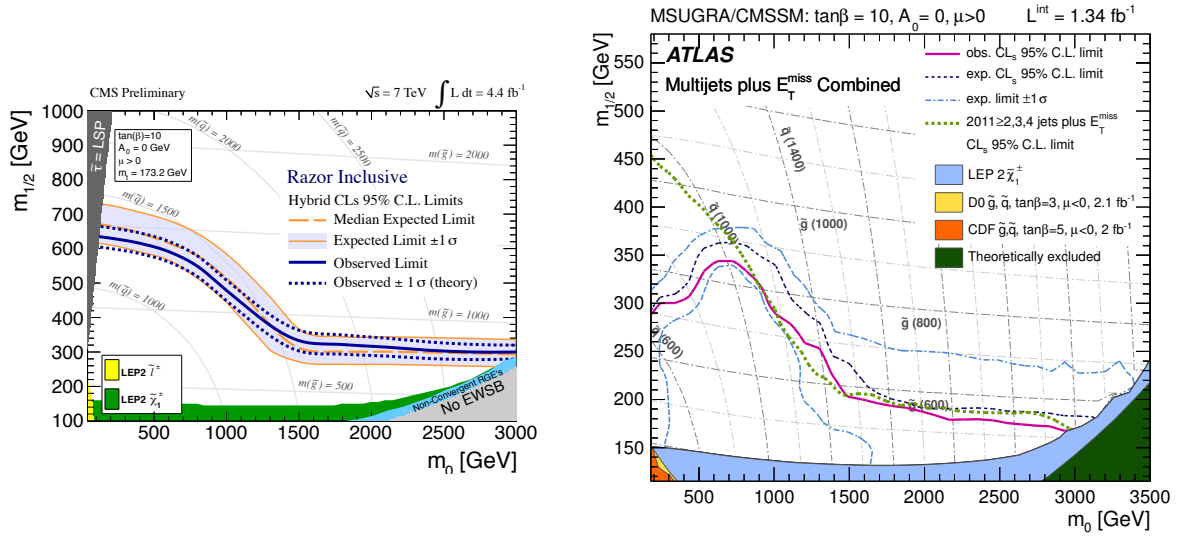 CMS Preliminary
√s = 7 TeV ∫ L dt = 4.4 fb⁻¹
m₁/₂ [GeV]
1000
900
800
700
600
500
400
300
200
100
τ̃ = LSP
tan(β)=10
A₀ = 0 GeV
μ > 0
mₜ = 173.2 GeV
m(q̃) = 2000
m(q̃) = 2500
m(g̃) = 2000
m(q̃) = 1500
m(q̃) = 1000
m(g̃) = 1000
m(g̃) = 500
Razor Inclusive
Hybrid CLs 95% C.L. Limits
Median Expected Limit
Expected Limit ±1 σ
Observed Limit
Observed ± 1 σ (theory)
LEP2 l̃±
LEP2 χ̃₁±
Non-Convergent RGE's
No EWSB
500 1000 1500 2000 2500 3000
m₀ [GeV]
MSUGRA/CMSSM: tanβ = 10, A₀= 0, μ>0 Lⁱⁿᵗ = 1.34 fb⁻¹
m₁/₂ [GeV]
550
500
450
400
350
300
250
200
150
ATLAS
Multijets plus E_T^miss Combined
obs. CLₛ 95% C.L. limit
exp. CLₛ 95% C.L. limit
exp. limit ±1 σ
2011≥2,3,4 jets plus E_T^miss
CLₛ 95% C.L. limit
LEP 2 χ̃₁±
D0 g̃, q̃, tanβ=3, μ<0, 2.1 fb⁻¹
CDF g̃,q̃, tanβ=5, μ<0, 2 fb⁻¹
Theoretically excluded
q̃ (1400)
q̃ (1000)
g̃ (1000)
g̃ (800)
q̃ (600)
g̃ (600)
500 1000 1500 2000 2500 3000 3500
m₀ [GeV]